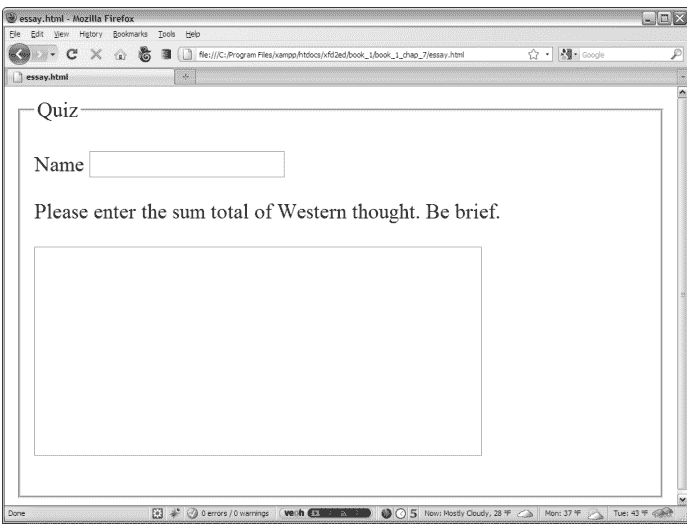 essay.html - Mozilla Firefox
File Edit View History Bookmarks Tools Help
file:///C:/Program Files/xampp/htdocs/xfd2ed/book_1/book_1_chap_7/essay.html
Google
essay.html
Quiz
Name
Please enter the sum total of Western thought. Be brief.
Done 0 errors / 0 warnings veoh 5 Now: Mostly Cloudy, 28 °F Mon: 37 °F Tue: 43 °F